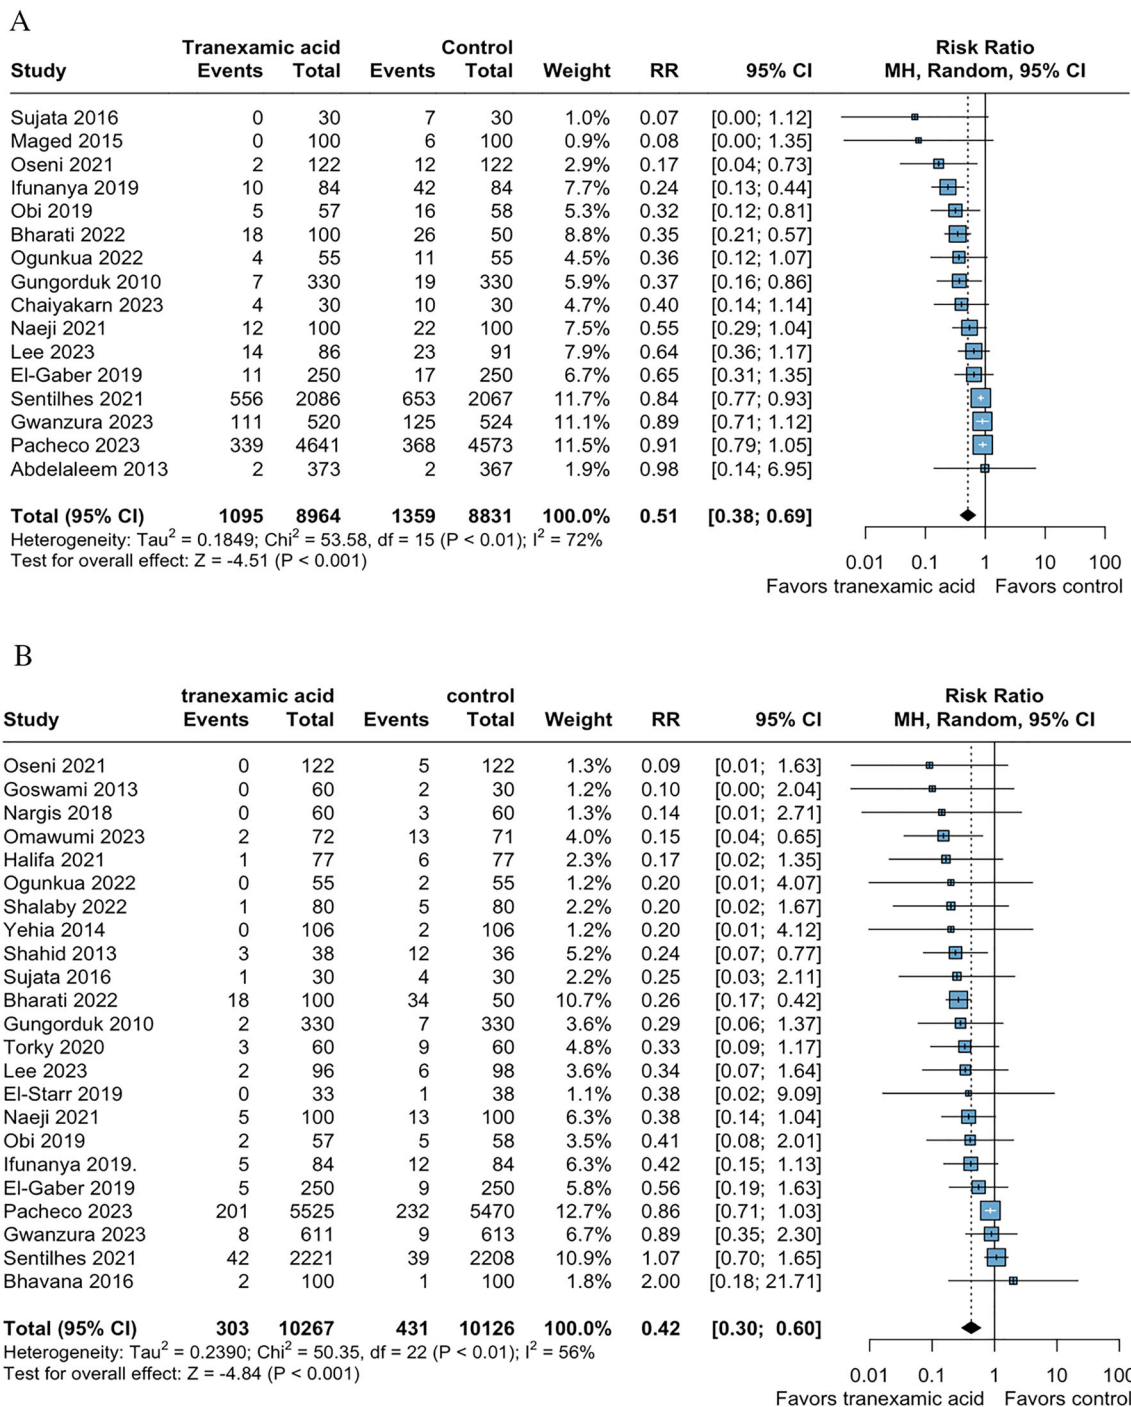 A
Tranexamic acid Control Risk Ratio
Study Events Total Events Total Weight RR 95% CI MH, Random, 95% CI
Sujata 2016 0 30 7 30 1.0% 0.07 [0.00; 1.12]
Maged 2015 0 100 6 100 0.9% 0.08 [0.00; 1.35]
Oseni 2021 2 122 12 122 2.9% 0.17 [0.04; 0.73]
Ifunanya 2019 10 84 42 84 7.7% 0.24 [0.13; 0.44]
Obi 2019 5 57 16 58 5.3% 0.32 [0.12; 0.81]
Bharati 2022 18 100 26 50 8.8% 0.35 [0.21; 0.57]
Ogunkua 2022 4 55 11 55 4.5% 0.36 [0.12; 1.07]
Gungorduk 2010 7 330 19 330 5.9% 0.37 [0.16; 0.86]
Chaiyakarn 2023 4 30 10 30 4.7% 0.40 [0.14; 1.14]
Naeji 2021 12 100 22 100 7.5% 0.55 [0.29; 1.04]
Lee 2023 14 86 23 91 7.9% 0.64 [0.36; 1.17]
El-Gaber 2019 11 250 17 250 6.7% 0.65 [0.31; 1.35]
Sentilhes 2021 556 2086 653 2067 11.7% 0.84 [0.77; 0.93]
Gwanzura 2023 111 520 125 524 11.1% 0.89 [0.71; 1.12]
Pacheco 2023 339 4641 368 4573 11.5% 0.91 [0.79; 1.05]
Abdelaleem 2013 2 373 2 367 1.9% 0.98 [0.14; 6.95]
Total (95% CI) 1095 8964 1359 8831 100.0% 0.51 [0.38; 0.69]
Heterogeneity: Tau² = 0.1849; Chi² = 53.58, df = 15 (P < 0.01); I² = 72%
Test for overall effect: Z = -4.51 (P < 0.001)
0.01 0.1 1 10 100
Favors tranexamic acid Favors control
B
tranexamic acid control Risk Ratio
Study Events Total Events Total Weight RR 95% CI MH, Random, 95% CI
Oseni 2021 0 122 5 122 1.3% 0.09 [0.01; 1.63]
Goswami 2013 0 60 2 30 1.2% 0.10 [0.00; 2.04]
Nargis 2018 0 60 3 60 1.3% 0.14 [0.01; 2.71]
Omawumi 2023 2 72 13 71 4.0% 0.15 [0.04; 0.65]
Halifa 2021 1 77 6 77 2.3% 0.17 [0.02; 1.35]
Ogunkua 2022 0 55 2 55 1.2% 0.20 [0.01; 4.07]
Shalaby 2022 1 80 5 80 2.2% 0.20 [0.02; 1.67]
Yehia 2014 0 106 2 106 1.2% 0.20 [0.01; 4.12]
Shahid 2013 3 38 12 36 5.2% 0.24 [0.07; 0.77]
Sujata 2016 1 30 4 30 2.2% 0.25 [0.03; 2.11]
Bharati 2022 18 100 34 50 10.7% 0.26 [0.17; 0.42]
Gungorduk 2010 2 330 7 330 3.6% 0.29 [0.06; 1.37]
Torky 2020 3 60 9 60 4.8% 0.33 [0.09; 1.17]
Lee 2023 2 96 6 98 3.6% 0.34 [0.07; 1.64]
El-Starr 2019 0 33 1 38 1.1% 0.38 [0.02; 9.09]
Naeji 2021 5 100 13 100 6.3% 0.38 [0.14; 1.04]
Obi 2019 2 57 5 58 3.5% 0.41 [0.08; 2.01]
Ifunanya 2019. 5 84 12 84 6.3% 0.42 [0.15; 1.13]
El-Gaber 2019 5 250 9 250 5.8% 0.56 [0.19; 1.63]
Pacheco 2023 201 5525 232 5470 12.7% 0.86 [0.71; 1.03]
Gwanzura 2023 8 611 9 613 6.7% 0.89 [0.35; 2.30]
Sentilhes 2021 42 2221 39 2208 10.9% 1.07 [0.70; 1.65]
Bhavana 2016 2 100 1 100 1.8% 2.00 [0.18; 21.71]
Total (95% CI) 303 10267 431 10126 100.0% 0.42 [0.30; 0.60]
Heterogeneity: Tau² = 0.2390; Chi² = 50.35, df = 22 (P < 0.01); I² = 56%
Test for overall effect: Z = -4.84 (P < 0.001)
0.01 0.1 1 10 100
Favors tranexamic acid Favors control